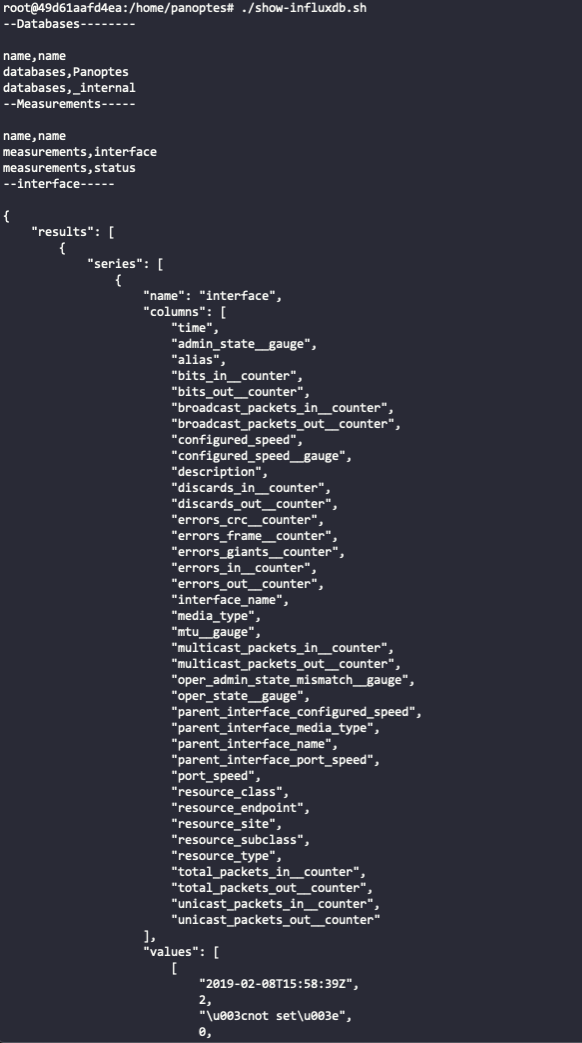 root@49d61aafd4ea:/home/panoptes# ./show-influxdb.sh
--Databases--------
name,name
databases,Panoptes
databases,_internal
--Measurements-----
name,name
measurements,interface
measurements,status
--interface-----
{
"results": [
{
"series": [
{
"name": "interface",
"columns": [
"time",
"admin_state__gauge",
"alias",
"bits_in__counter",
"bits_out__counter",
"broadcast_packets_in__counter",
"broadcast_packets_out__counter",
"configured_speed",
"configured_speed__gauge",
"description",
"discards_in__counter",
"discards_out__counter",
"errors_crc__counter",
"errors_frame__counter",
"errors_giants__counter",
"errors_in__counter",
"errors_out__counter",
"interface_name",
"media_type",
"mtu__gauge",
"multicast_packets_in__counter",
"multicast_packets_out__counter",
"oper_admin_state_mismatch__gauge",
"oper_state__gauge",
"parent_interface_configured_speed",
"parent_interface_media_type",
"parent_interface_name",
"parent_interface_port_speed",
"port_speed",
"resource_class",
"resource_endpoint",
"resource_site",
"resource_subclass",
"resource_type",
"total_packets_in__counter",
"total_packets_out__counter",
"unicast_packets_in__counter",
"unicast_packets_out__counter"
],
"values": [
[
"2019-02-08T15:58:39Z",
2,
"\u003cnot set\u003e",
0,